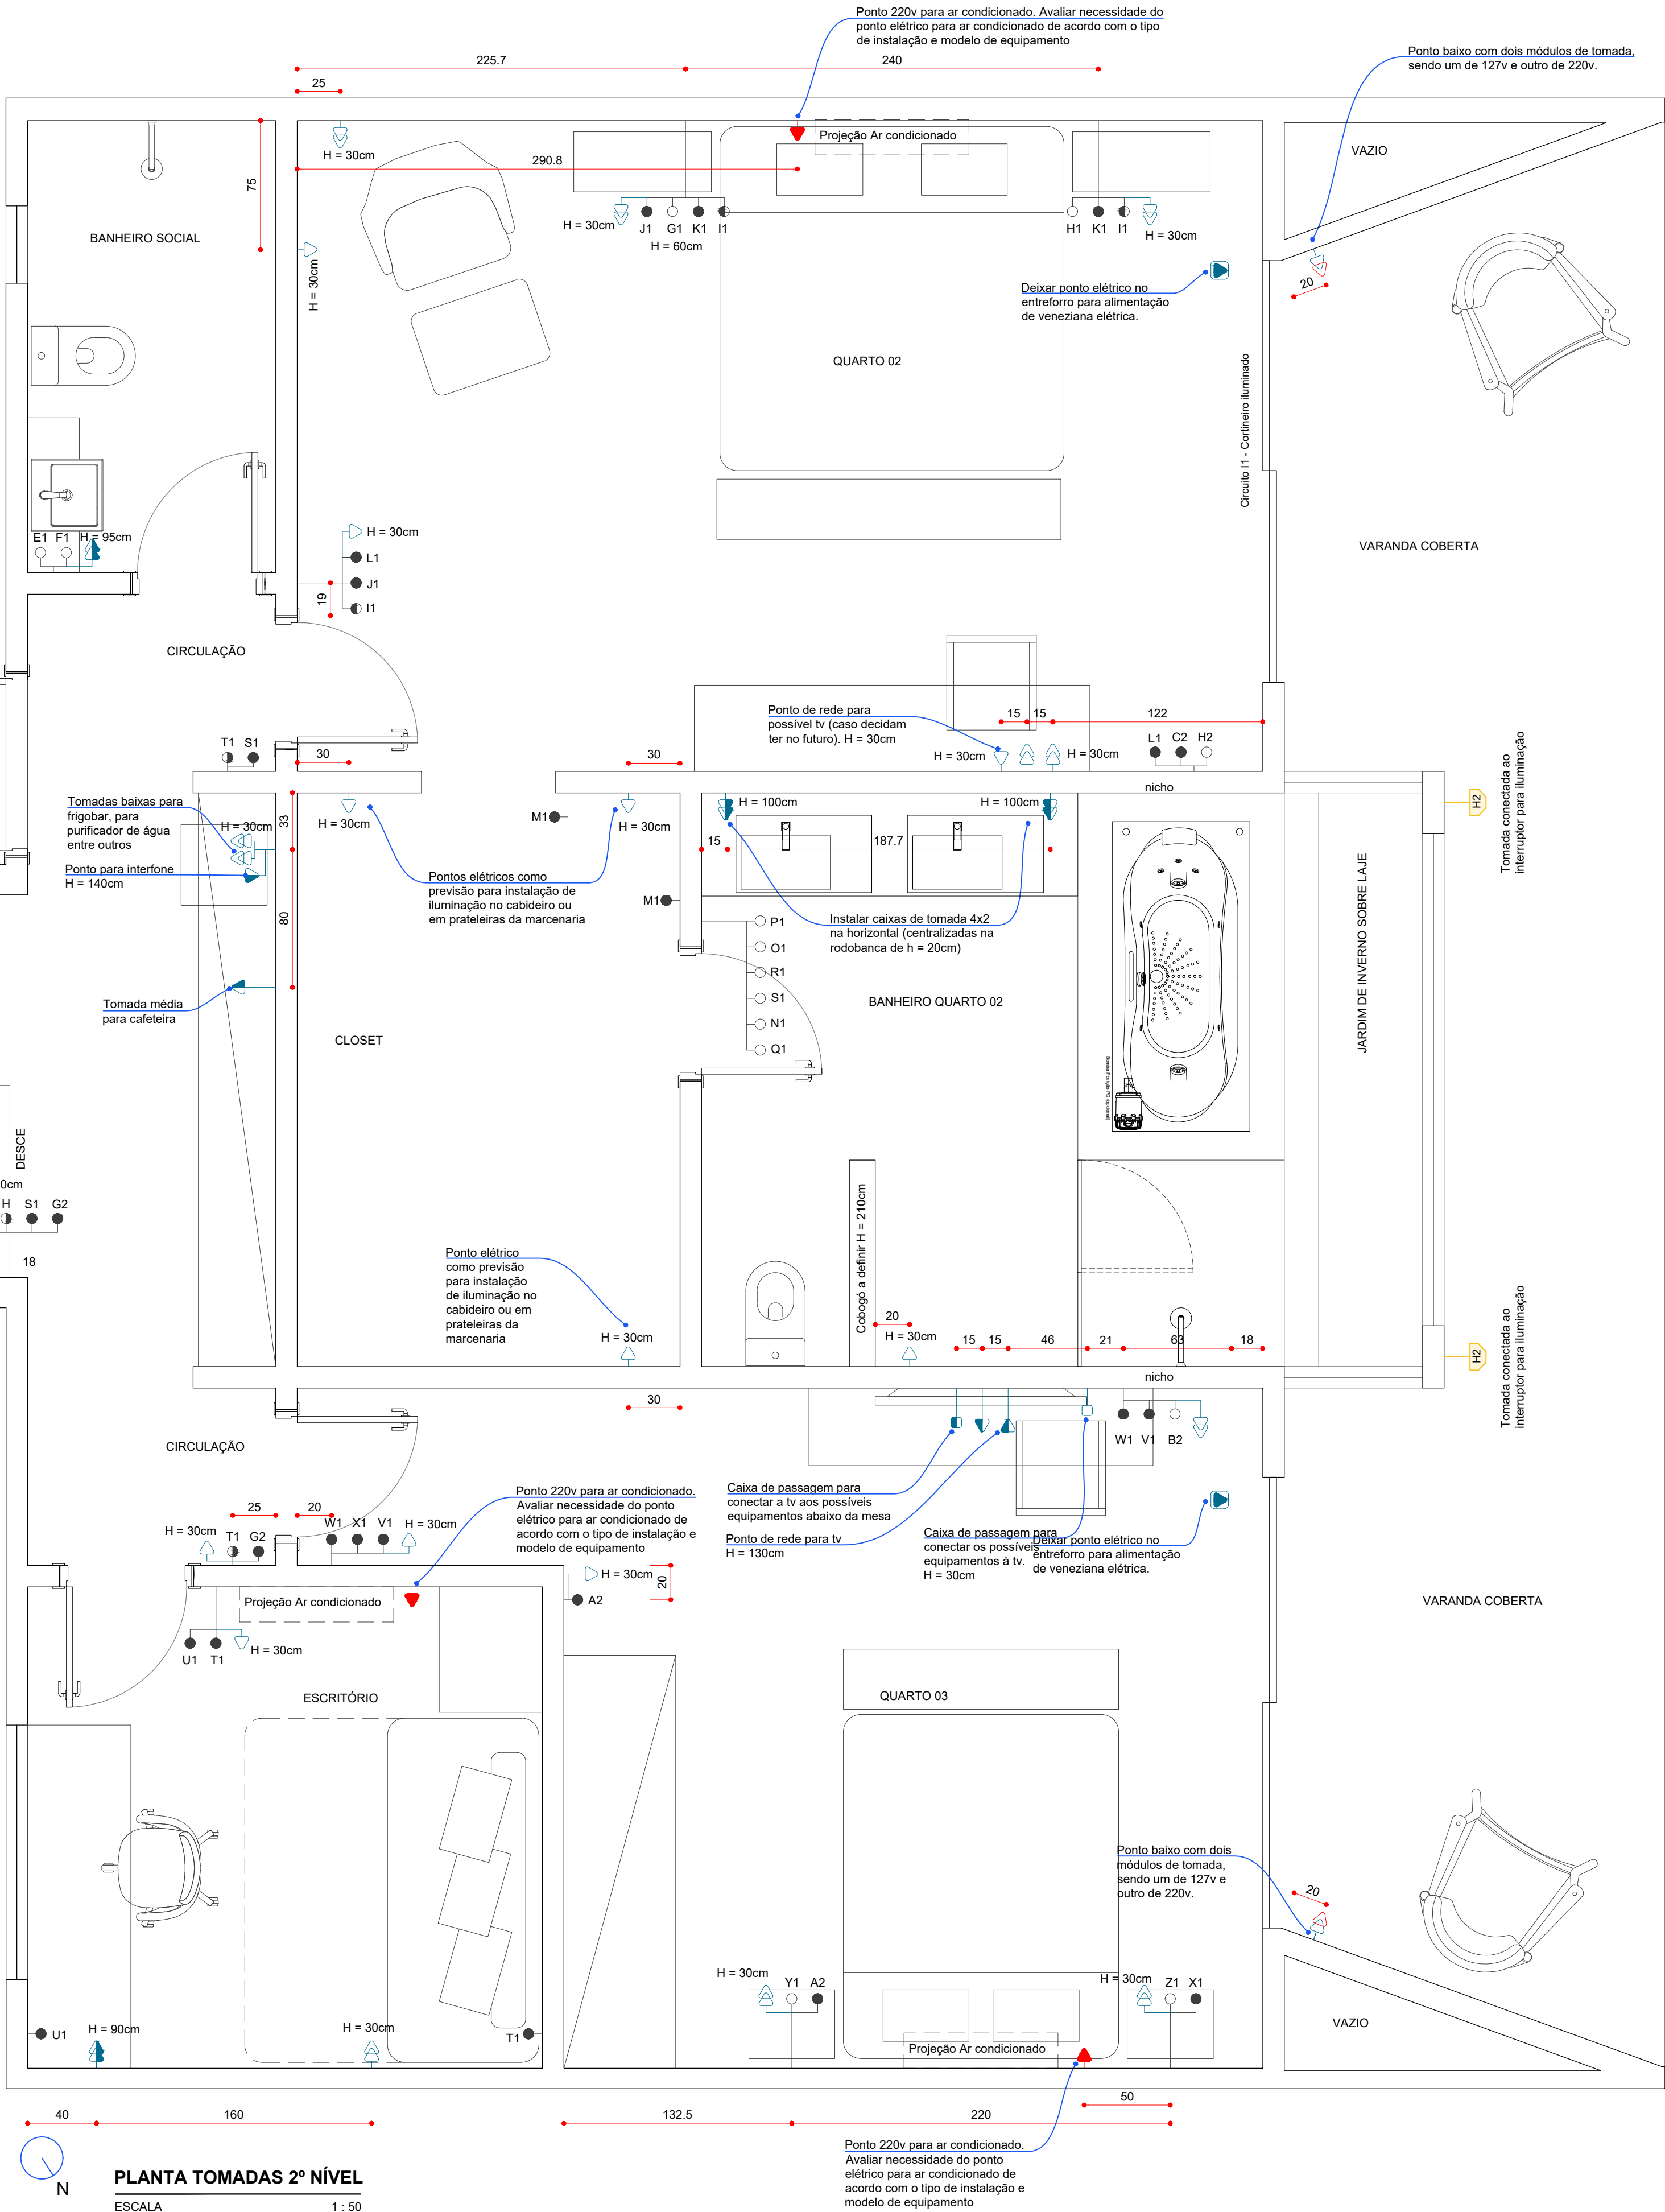 Ponto 220v para ar condicionado. Avaliar necessidade do
ponto elétrico para ar condicionado de acordo com o tipo
de instalação e modelo de equipamento
Ponto baixo com dois módulos de tomada,
sendo um de 127v e outro de 220v.
225.7
240
25
H = 30cm
Projeção Ar condicionado
VAZIO
290.8
75
BANHEIRO SOCIAL
H = 30cm
H = 30cm
J1
G1
K1
I1
H = 60cm
H1
K1
I1
H = 30cm
20
Deixar ponto elétrico no
entreforro para alimentação
de veneziana elétrica.
QUARTO 02
Circuito I1 - Cortineiro iluminado
E1
F1
H = 95cm
H = 30cm
L1
J1
I1
19
VARANDA COBERTA
CIRCULAÇÃO
Ponto de rede para
possível tv (caso decidam
ter no futuro). H = 30cm
15
15
122
H = 30cm
H = 30cm
L1
C2
H2
T1
S1
30
30
nicho
Tomada conectada ao
interruptor para iluminação
H2
Tomadas baixas para
frigobar, para
purificador de água
entre outros
H = 30cm
33
H = 30cm
M1
H = 30cm
H = 100cm
H = 100cm
15
187.7
Ponto para interfone
H = 140cm
Pontos elétricos como
previsão para instalação de
iluminação no cabideiro ou
em prateleiras da marcenaria
M1
80
Instalar caixas de tomada 4x2
na horizontal (centralizadas na
rodobanca de h = 20cm)
P1
O1
R1
S1
N1
Q1
JARDIM DE INVERNO SOBRE LAJE
Tomada média
para cafeteira
BANHEIRO QUARTO 02
CLOSET
DESCE
0cm
H
S1
G2
18
Cobogó a definir H = 210cm
Ponto elétrico
como previsão
para instalação
de iluminação no
cabideiro ou em
prateleiras da
marcenaria
H = 30cm
20
H = 30cm
15
15
46
21
63
18
nicho
Tomada conectada ao
interruptor para iluminação
H2
30
CIRCULAÇÃO
W1
V1
B2
Ponto 220v para ar condicionado.
Avaliar necessidade do ponto
elétrico para ar condicionado de
acordo com o tipo de instalação e
modelo de equipamento
Caixa de passagem para
conectar a tv aos possíveis
equipamentos abaixo da mesa
Ponto de rede para tv
H = 130cm
Caixa de passagem para
conectar os possíveis
equipamentos à tv.
H = 30cm
Deixar ponto elétrico no
entreforro para alimentação
de veneziana elétrica.
25
20
H = 30cm
T1
G2
W1
X1
V1
H = 30cm
H = 30cm
20
A2
Projeção Ar condicionado
U1
T1
H = 30cm
VARANDA COBERTA
ESCRITÓRIO
QUARTO 03
Ponto baixo com dois
módulos de tomada,
sendo um de 127v e
outro de 220v.
20
H = 30cm
Y1
A2
H = 30cm
Z1
X1
U1
H = 90cm
H = 30cm
T1
Projeção Ar condicionado
VAZIO
40
160
132.5
220
50
Ponto 220v para ar condicionado.
Avaliar necessidade do ponto
elétrico para ar condicionado de
acordo com o tipo de instalação e
modelo de equipamento
N
PLANTA TOMADAS 2º NÍVEL
ESCALA
1 : 50